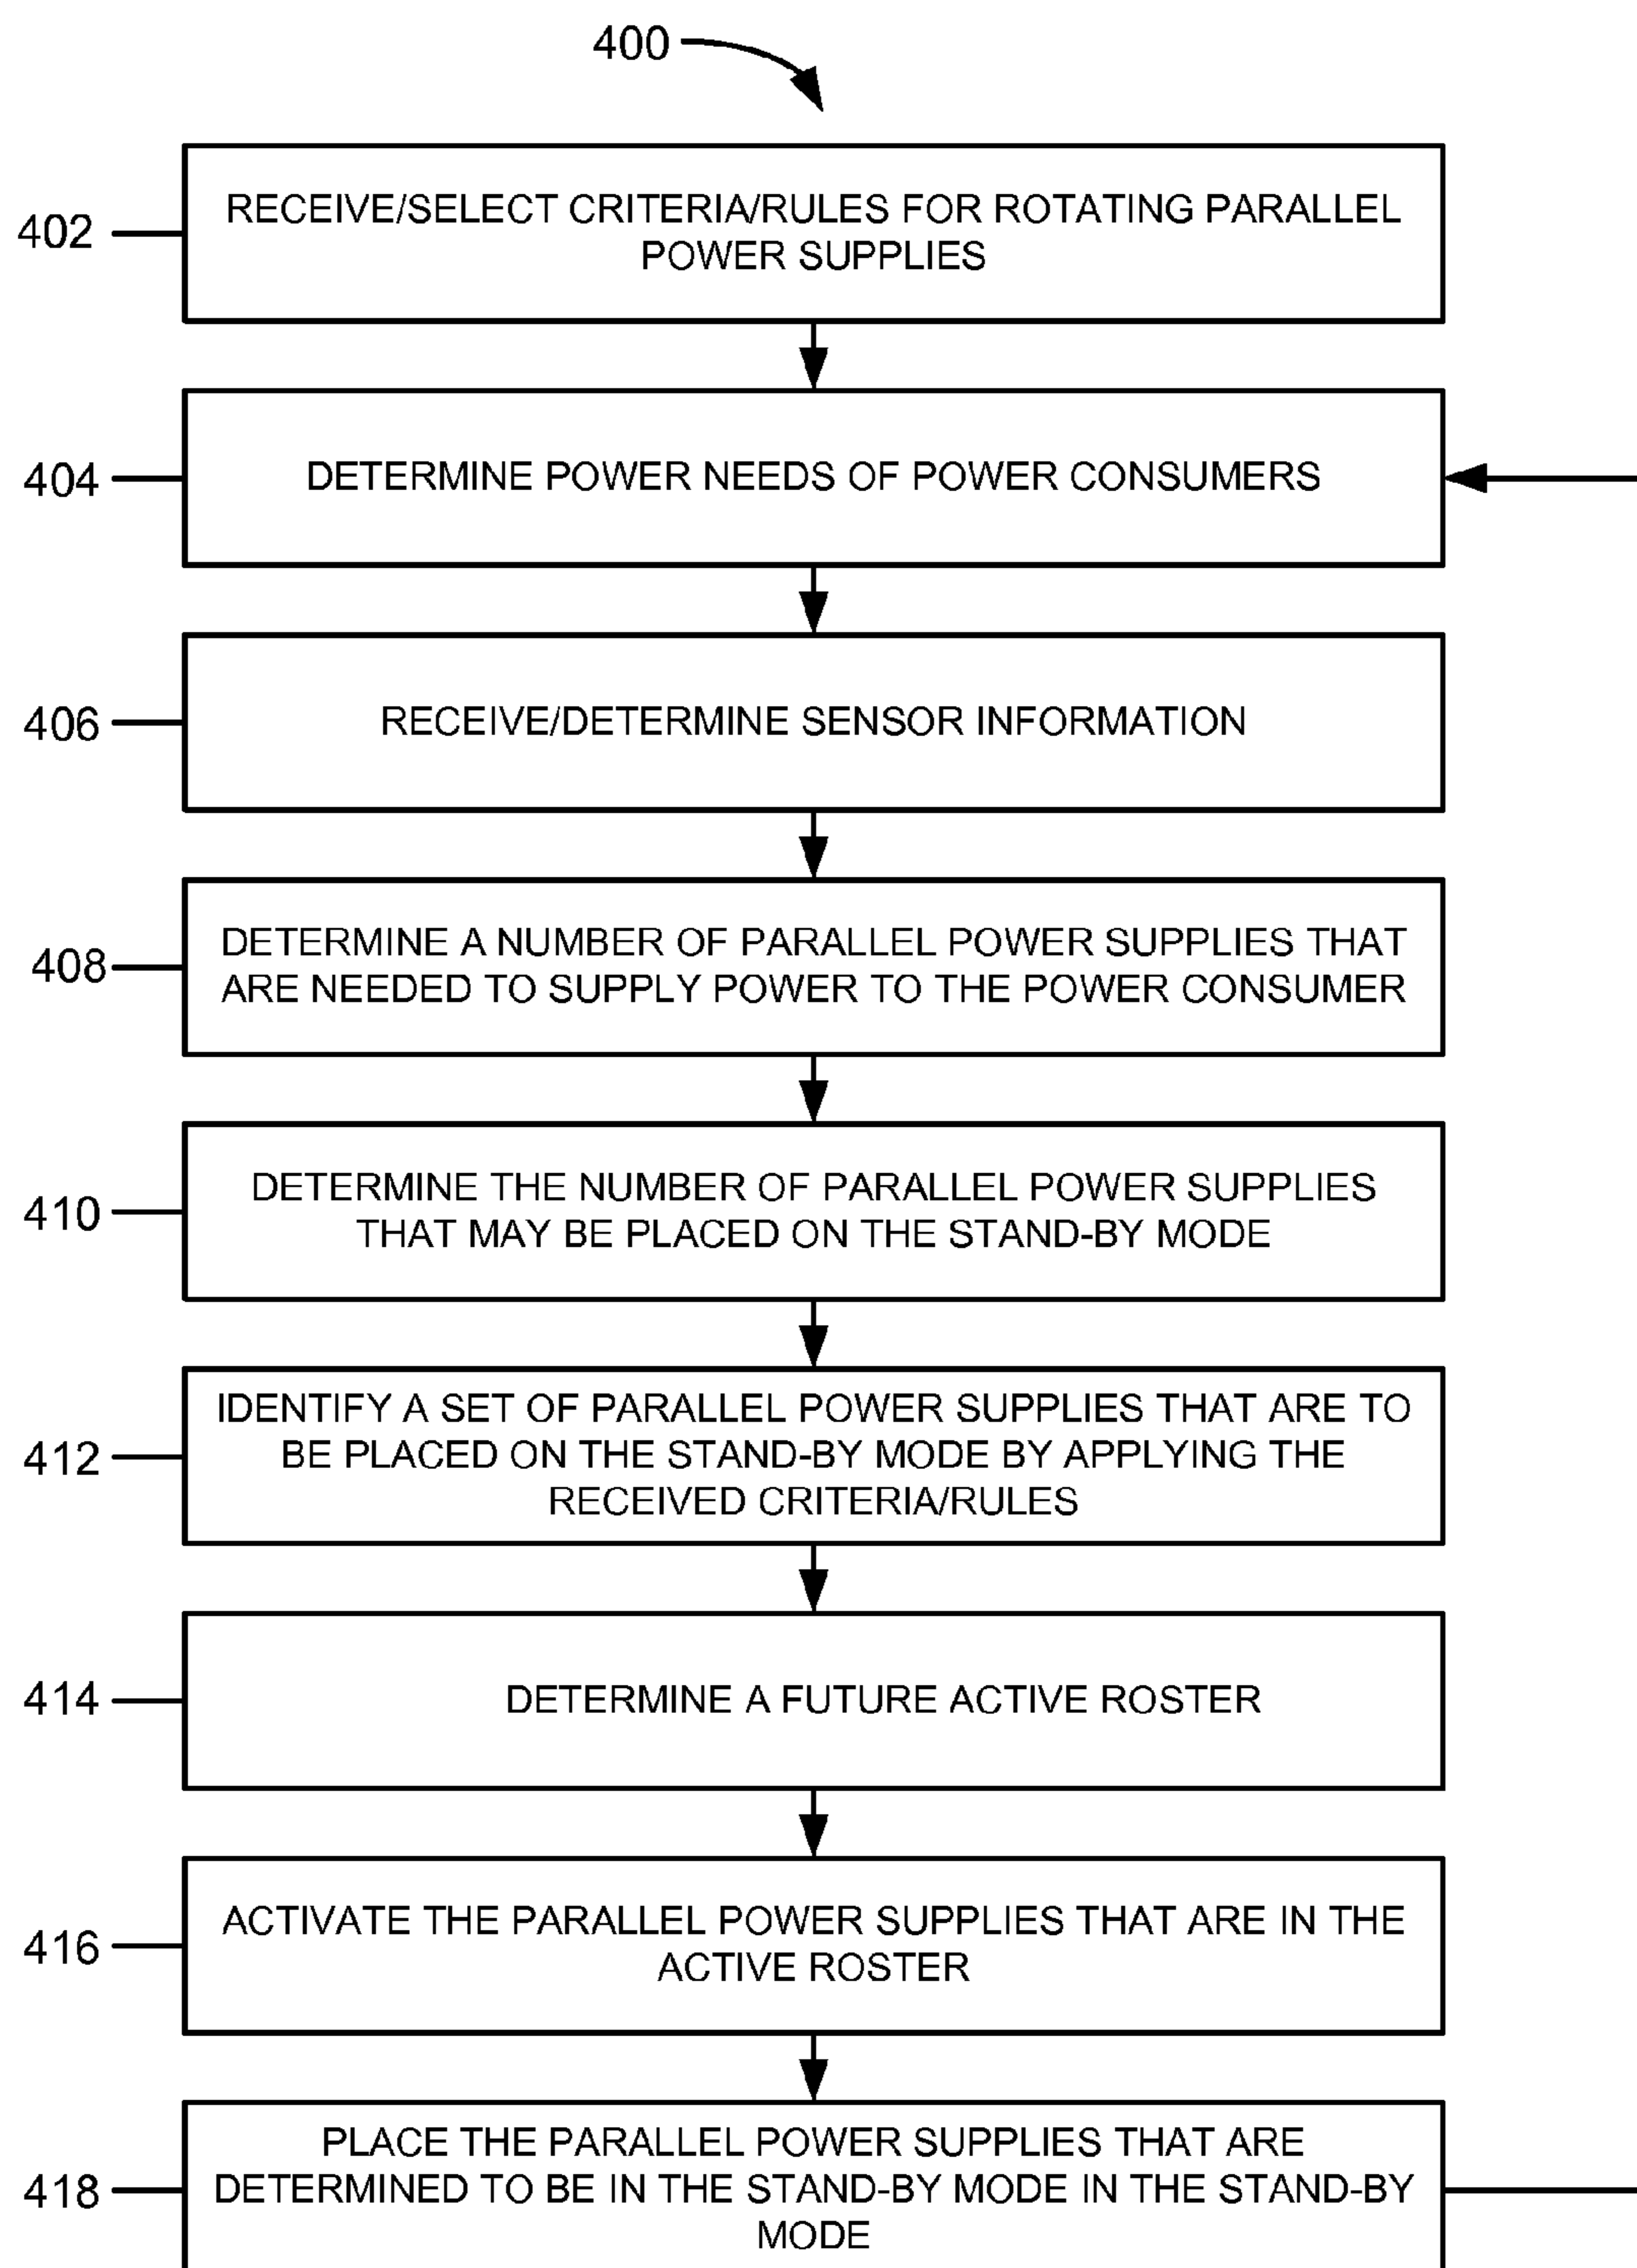 400
402
RECEIVE/SELECT CRITERIA/RULES FOR ROTATING PARALLEL
POWER SUPPLIES
404
DETERMINE POWER NEEDS OF POWER CONSUMERS
406
RECEIVE/DETERMINE SENSOR INFORMATION
408
DETERMINE A NUMBER OF PARALLEL POWER SUPPLIES THAT
ARE NEEDED TO SUPPLY POWER TO THE POWER CONSUMER
410
DETERMINE THE NUMBER OF PARALLEL POWER SUPPLIES
THAT MAY BE PLACED ON THE STAND-BY MODE
412
IDENTIFY A SET OF PARALLEL POWER SUPPLIES THAT ARE TO
BE PLACED ON THE STAND-BY MODE BY APPLYING THE
RECEIVED CRITERIA/RULES
414
DETERMINE A FUTURE ACTIVE ROSTER
416
ACTIVATE THE PARALLEL POWER SUPPLIES THAT ARE IN THE
ACTIVE ROSTER
418
PLACE THE PARALLEL POWER SUPPLIES THAT ARE
DETERMINED TO BE IN THE STAND-BY MODE IN THE STAND-BY
MODE